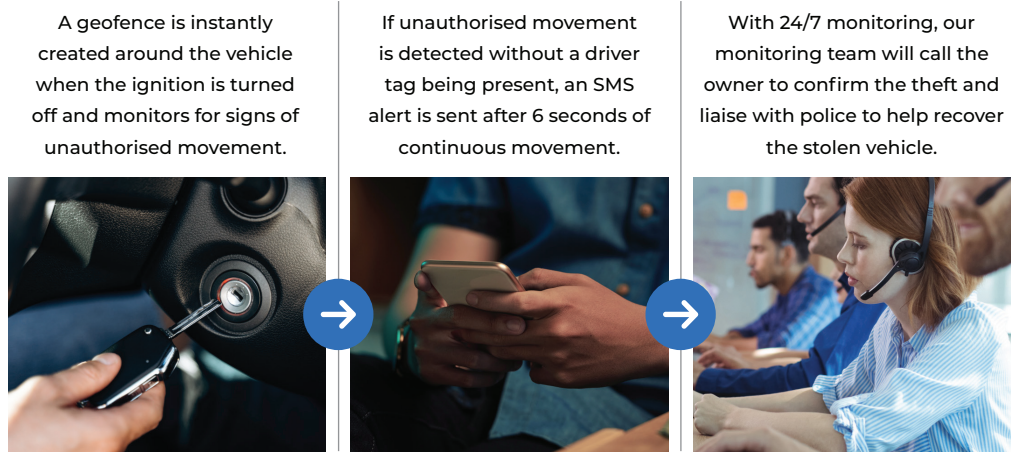 A geofence is instantly
created around the vehicle
when the ignition is turned
off and monitors for signs of
unauthorised movement.
If unauthorised movement
is detected without a driver
tag being present, an SMS
alert is sent after 6 seconds of
continuous movement.
With 24/7 monitoring, our
monitoring team will call the
owner to confirm the theft and
liaise with police to help recover
the stolen vehicle.